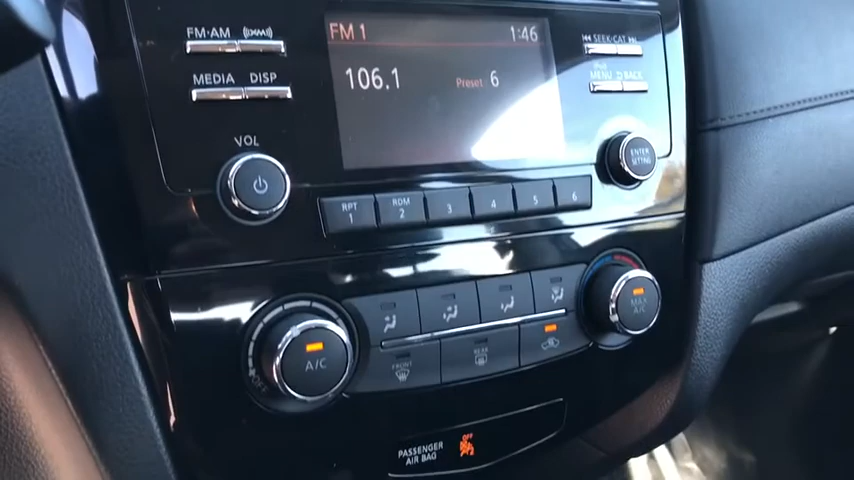 FM·AM
FM 1
1:46
SEEK·CAT
MEDIA DISP
106.1
Preset 6
MENU BACK
VOL
ENTER
SETTING
RPT
1
RDM
2
3
4
5
6
A/C
MAX
A/C
FRONT
REAR
PASSENGER
AIR BAG
OFF